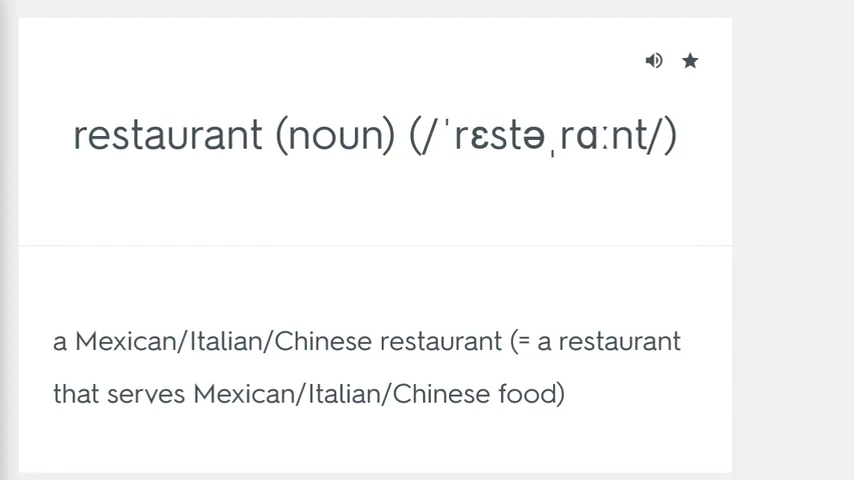 restaurant (noun) (/ˈrɛstəˌrɑːnt/)
a Mexican/Italian/Chinese restaurant (= a restaurant
that serves Mexican/Italian/Chinese food)